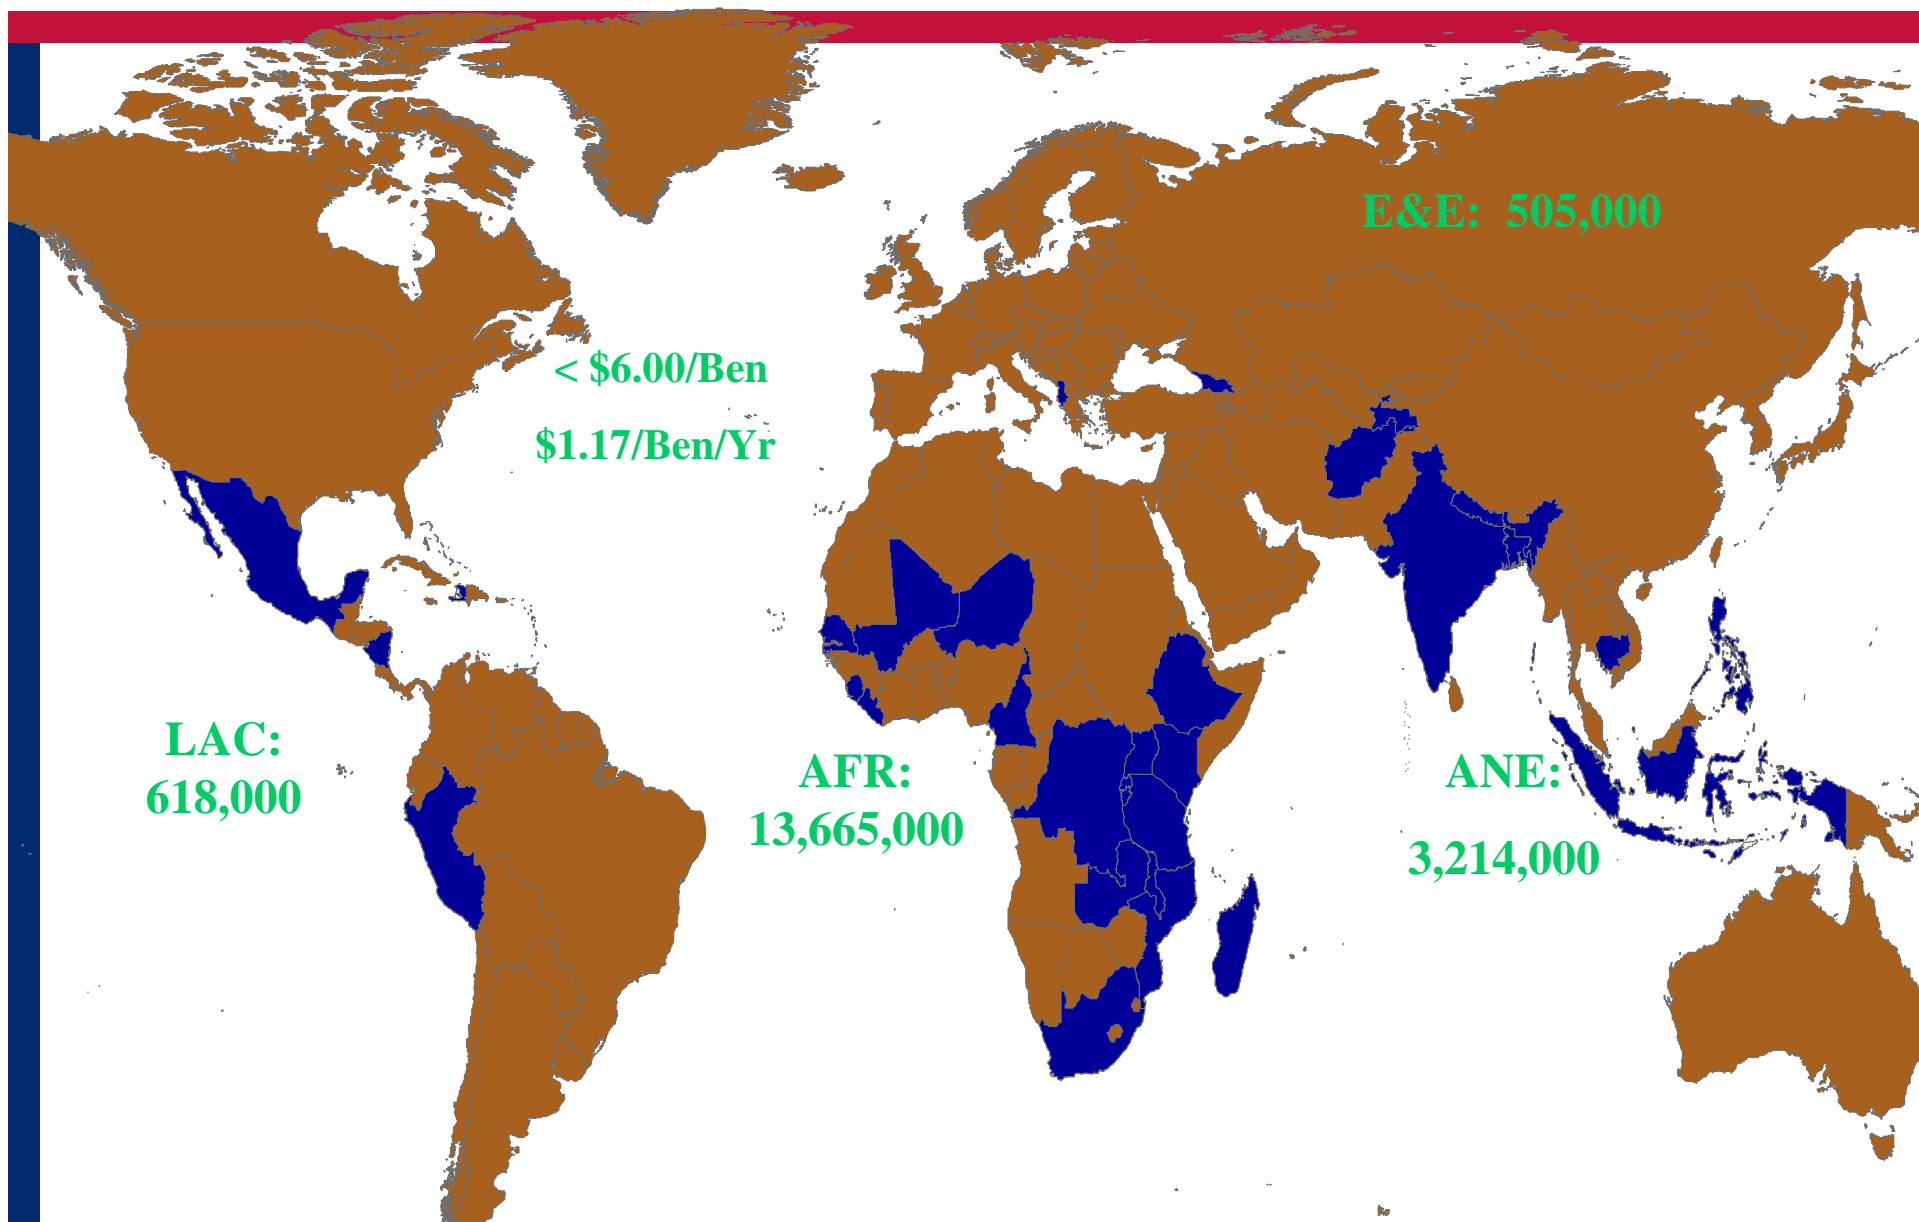 E&E: 505,000
< $6.00/Ben
$1.17/Ben/Yr
LAC:
618,000
AFR:
13,665,000
ANE:
3,214,000